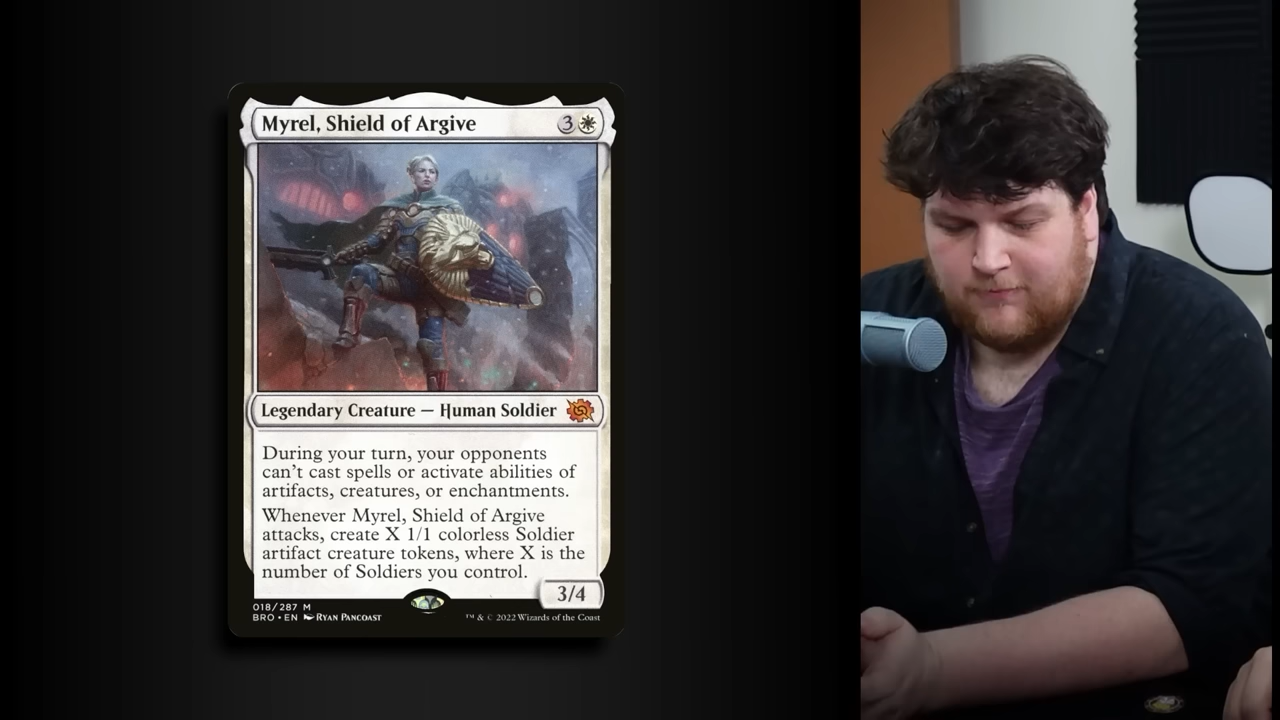 Myrel, Shield of Argive
3
Legendary Creature — Human Soldier
During your turn, your opponents
can't cast spells or activate abilities of
artifacts, creatures, or enchantments.
Whenever Myrel, Shield of Argive
attacks, create X 1/1 colorless Soldier
artifact creature tokens, where X is the
number of Soldiers you control.
3/4
018/287 M
BRO • EN Ryan Pancoast
™ & © 2022 Wizards of the Coast